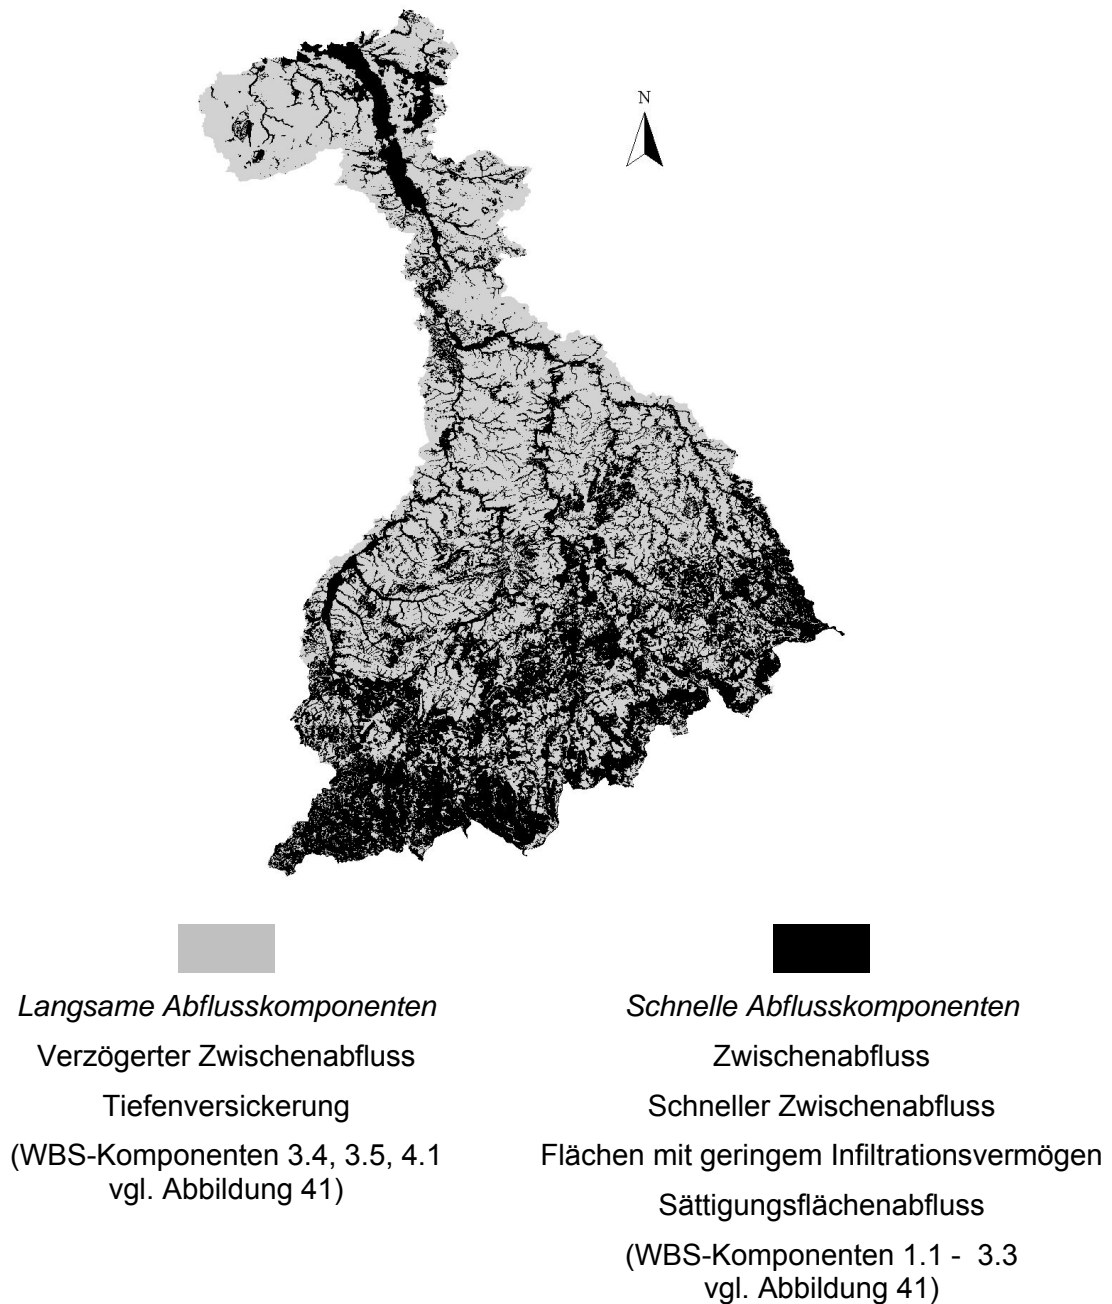 N
Langsame Abflusskomponenten
Verzögerter Zwischenabfluss
Tiefenversickerung
(WBS-Komponenten 3.4, 3.5, 4.1
vgl. Abbildung 41)
Schnelle Abflusskomponenten
Zwischenabfluss
Schneller Zwischenabfluss
Flächen mit geringem Infiltrationsvermögen
Sättigungsflächenabfluss
(WBS-Komponenten 1.1 - 3.3
vgl. Abbildung 41)